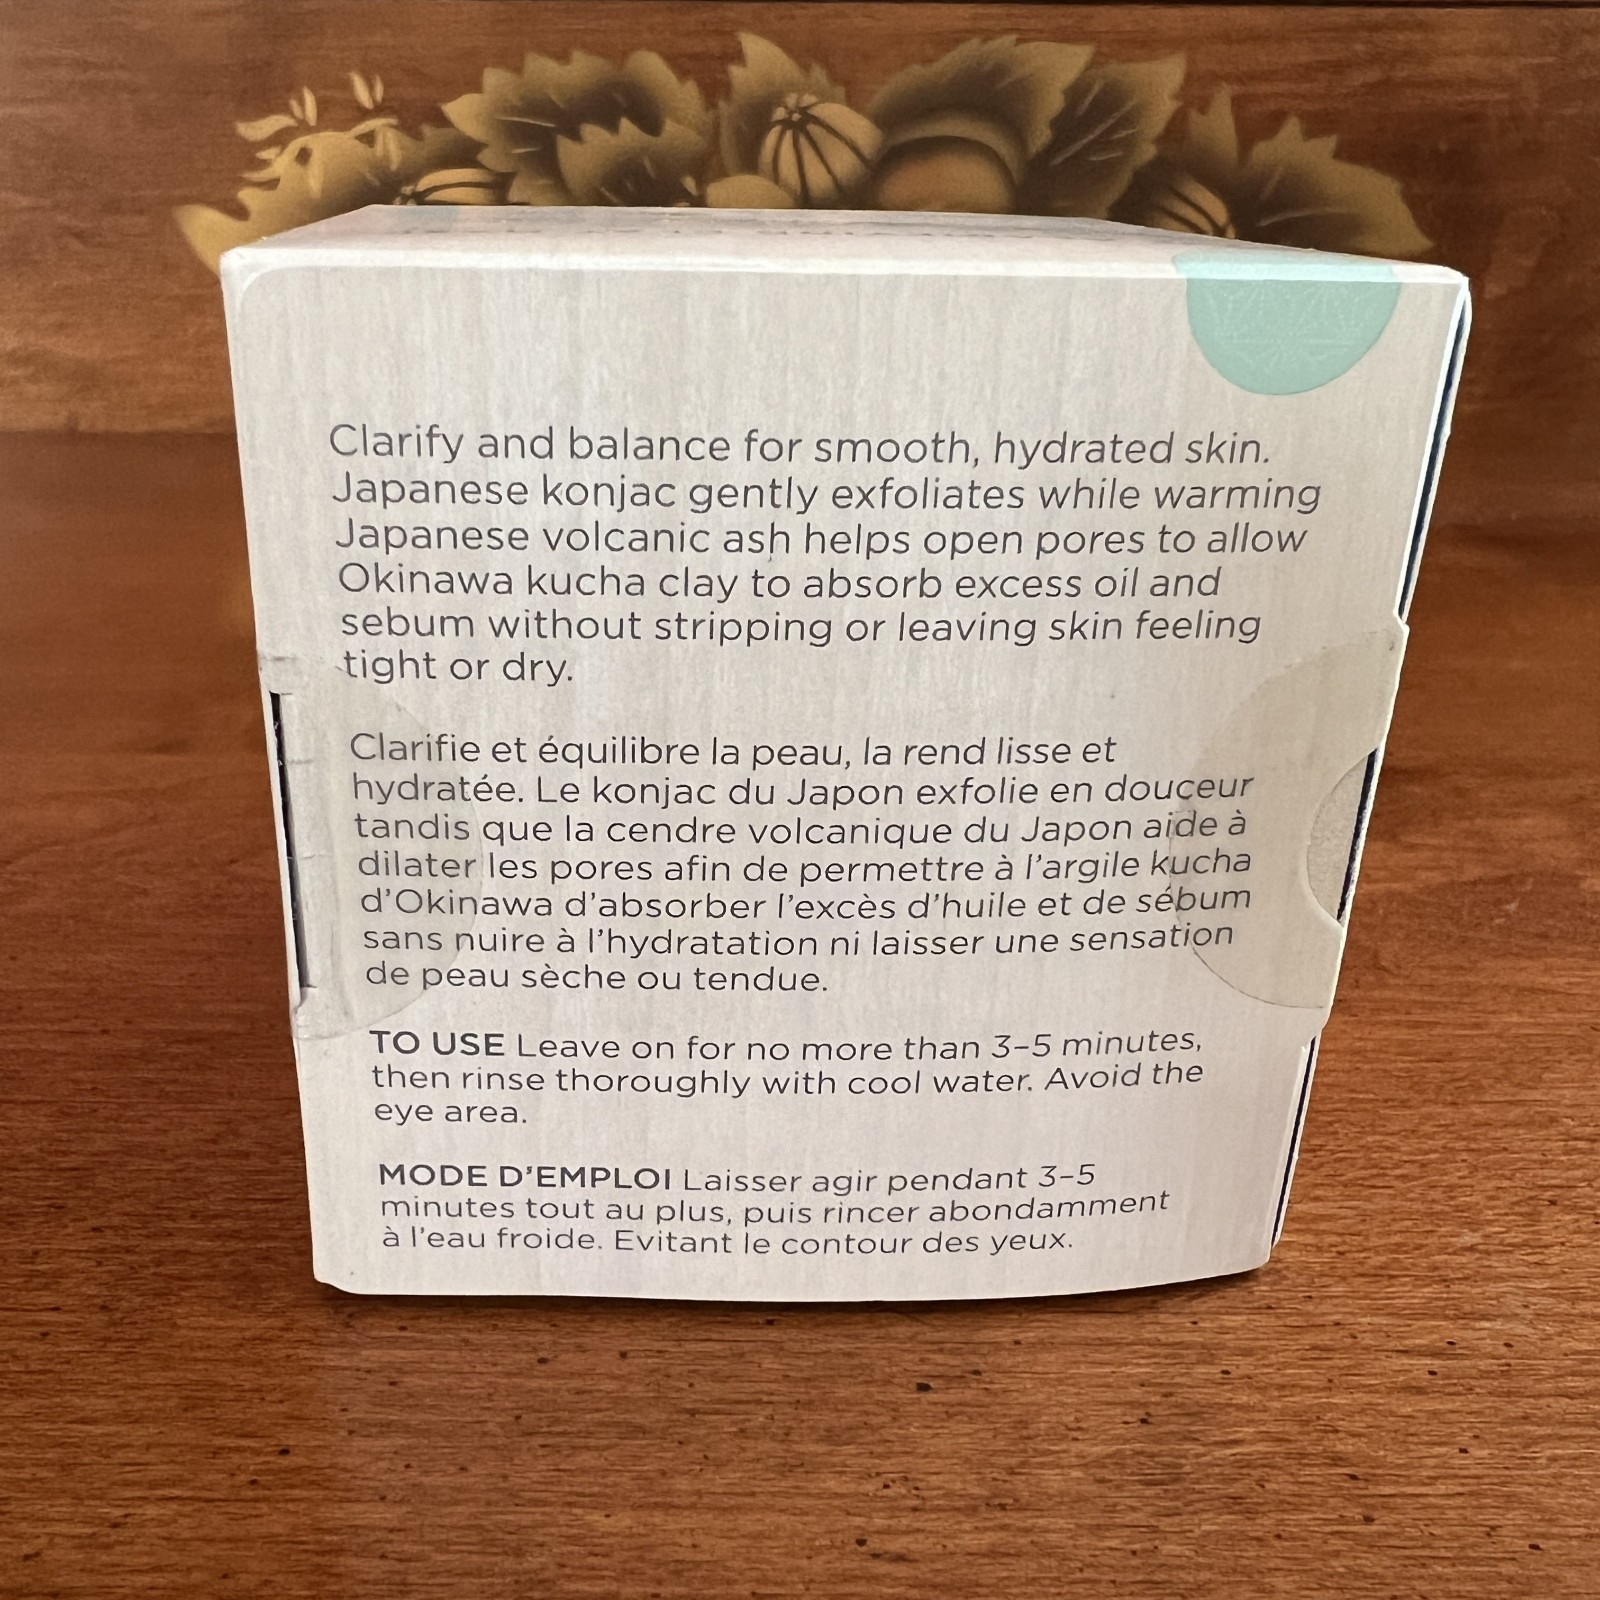 Clarify and balance for smooth, hydrated skin.
Japanese konjac gently exfoliates while warming
Japanese volcanic ash helps open pores to allow
Okinawa kucha clay to absorb excess oil and
sebum without stripping or leaving skin feeling
tight or dry.
Clarifie et équilibre la peau, la rend lisse et
hydratée. Le konjac du Japon exfolie en douceur
tandis que la cendre volcanique du Japon aide à
dilater les pores afin de permettre à l'argile kucha
d'Okinawa d'absorber l'excès d'huile et de sébum
sans nuire à l'hydratation ni laisser une sensation
de peau sèche ou tendue.
TO USE Leave on for no more than 3–5 minutes,
then rinse thoroughly with cool water. Avoid the
eye area.
MODE D'EMPLOI Laisser agir pendant 3–5
minutes tout au plus, puis rincer abondamment
à l'eau froide. Evitant le contour des yeux.